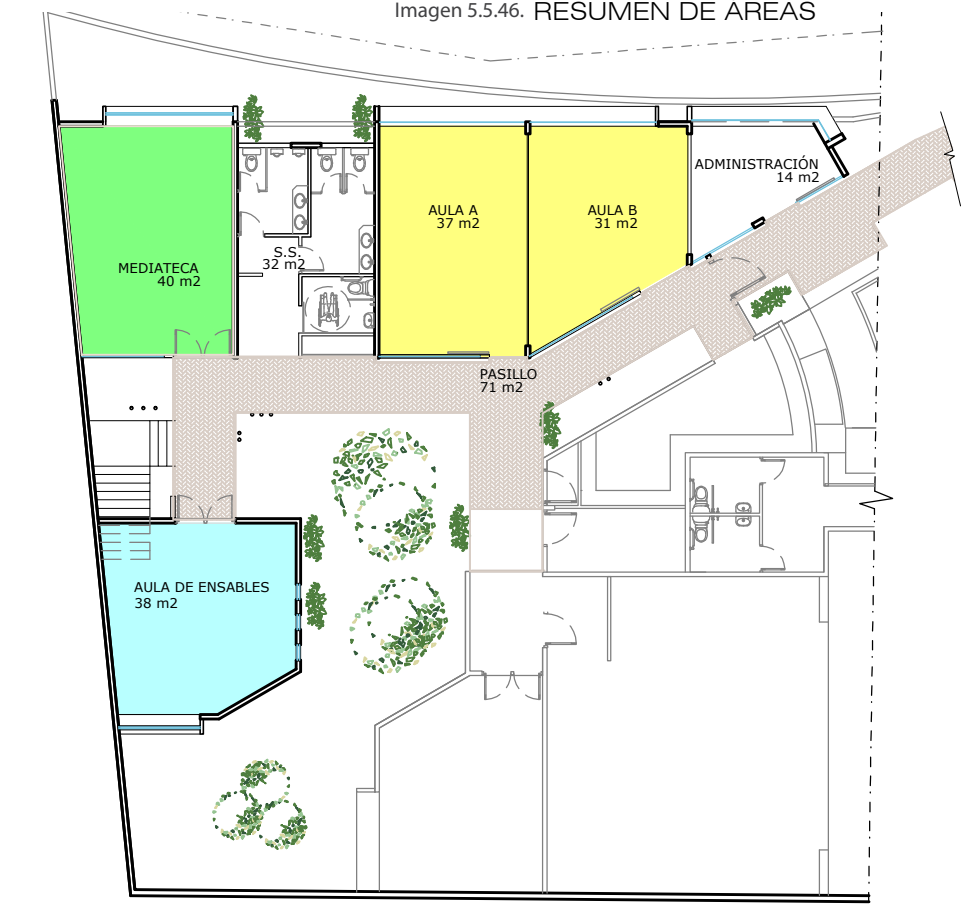 Imagen 5.5.46. RESUMEN DE AREAS
ADMINISTRACIÓN
14 m2
AULA A
37 m2
AULA B
31 m2
S.S.
32 m2
MEDIATECA
40 m2
PASILLO
71 m2
AULA DE ENSABLES
38 m2